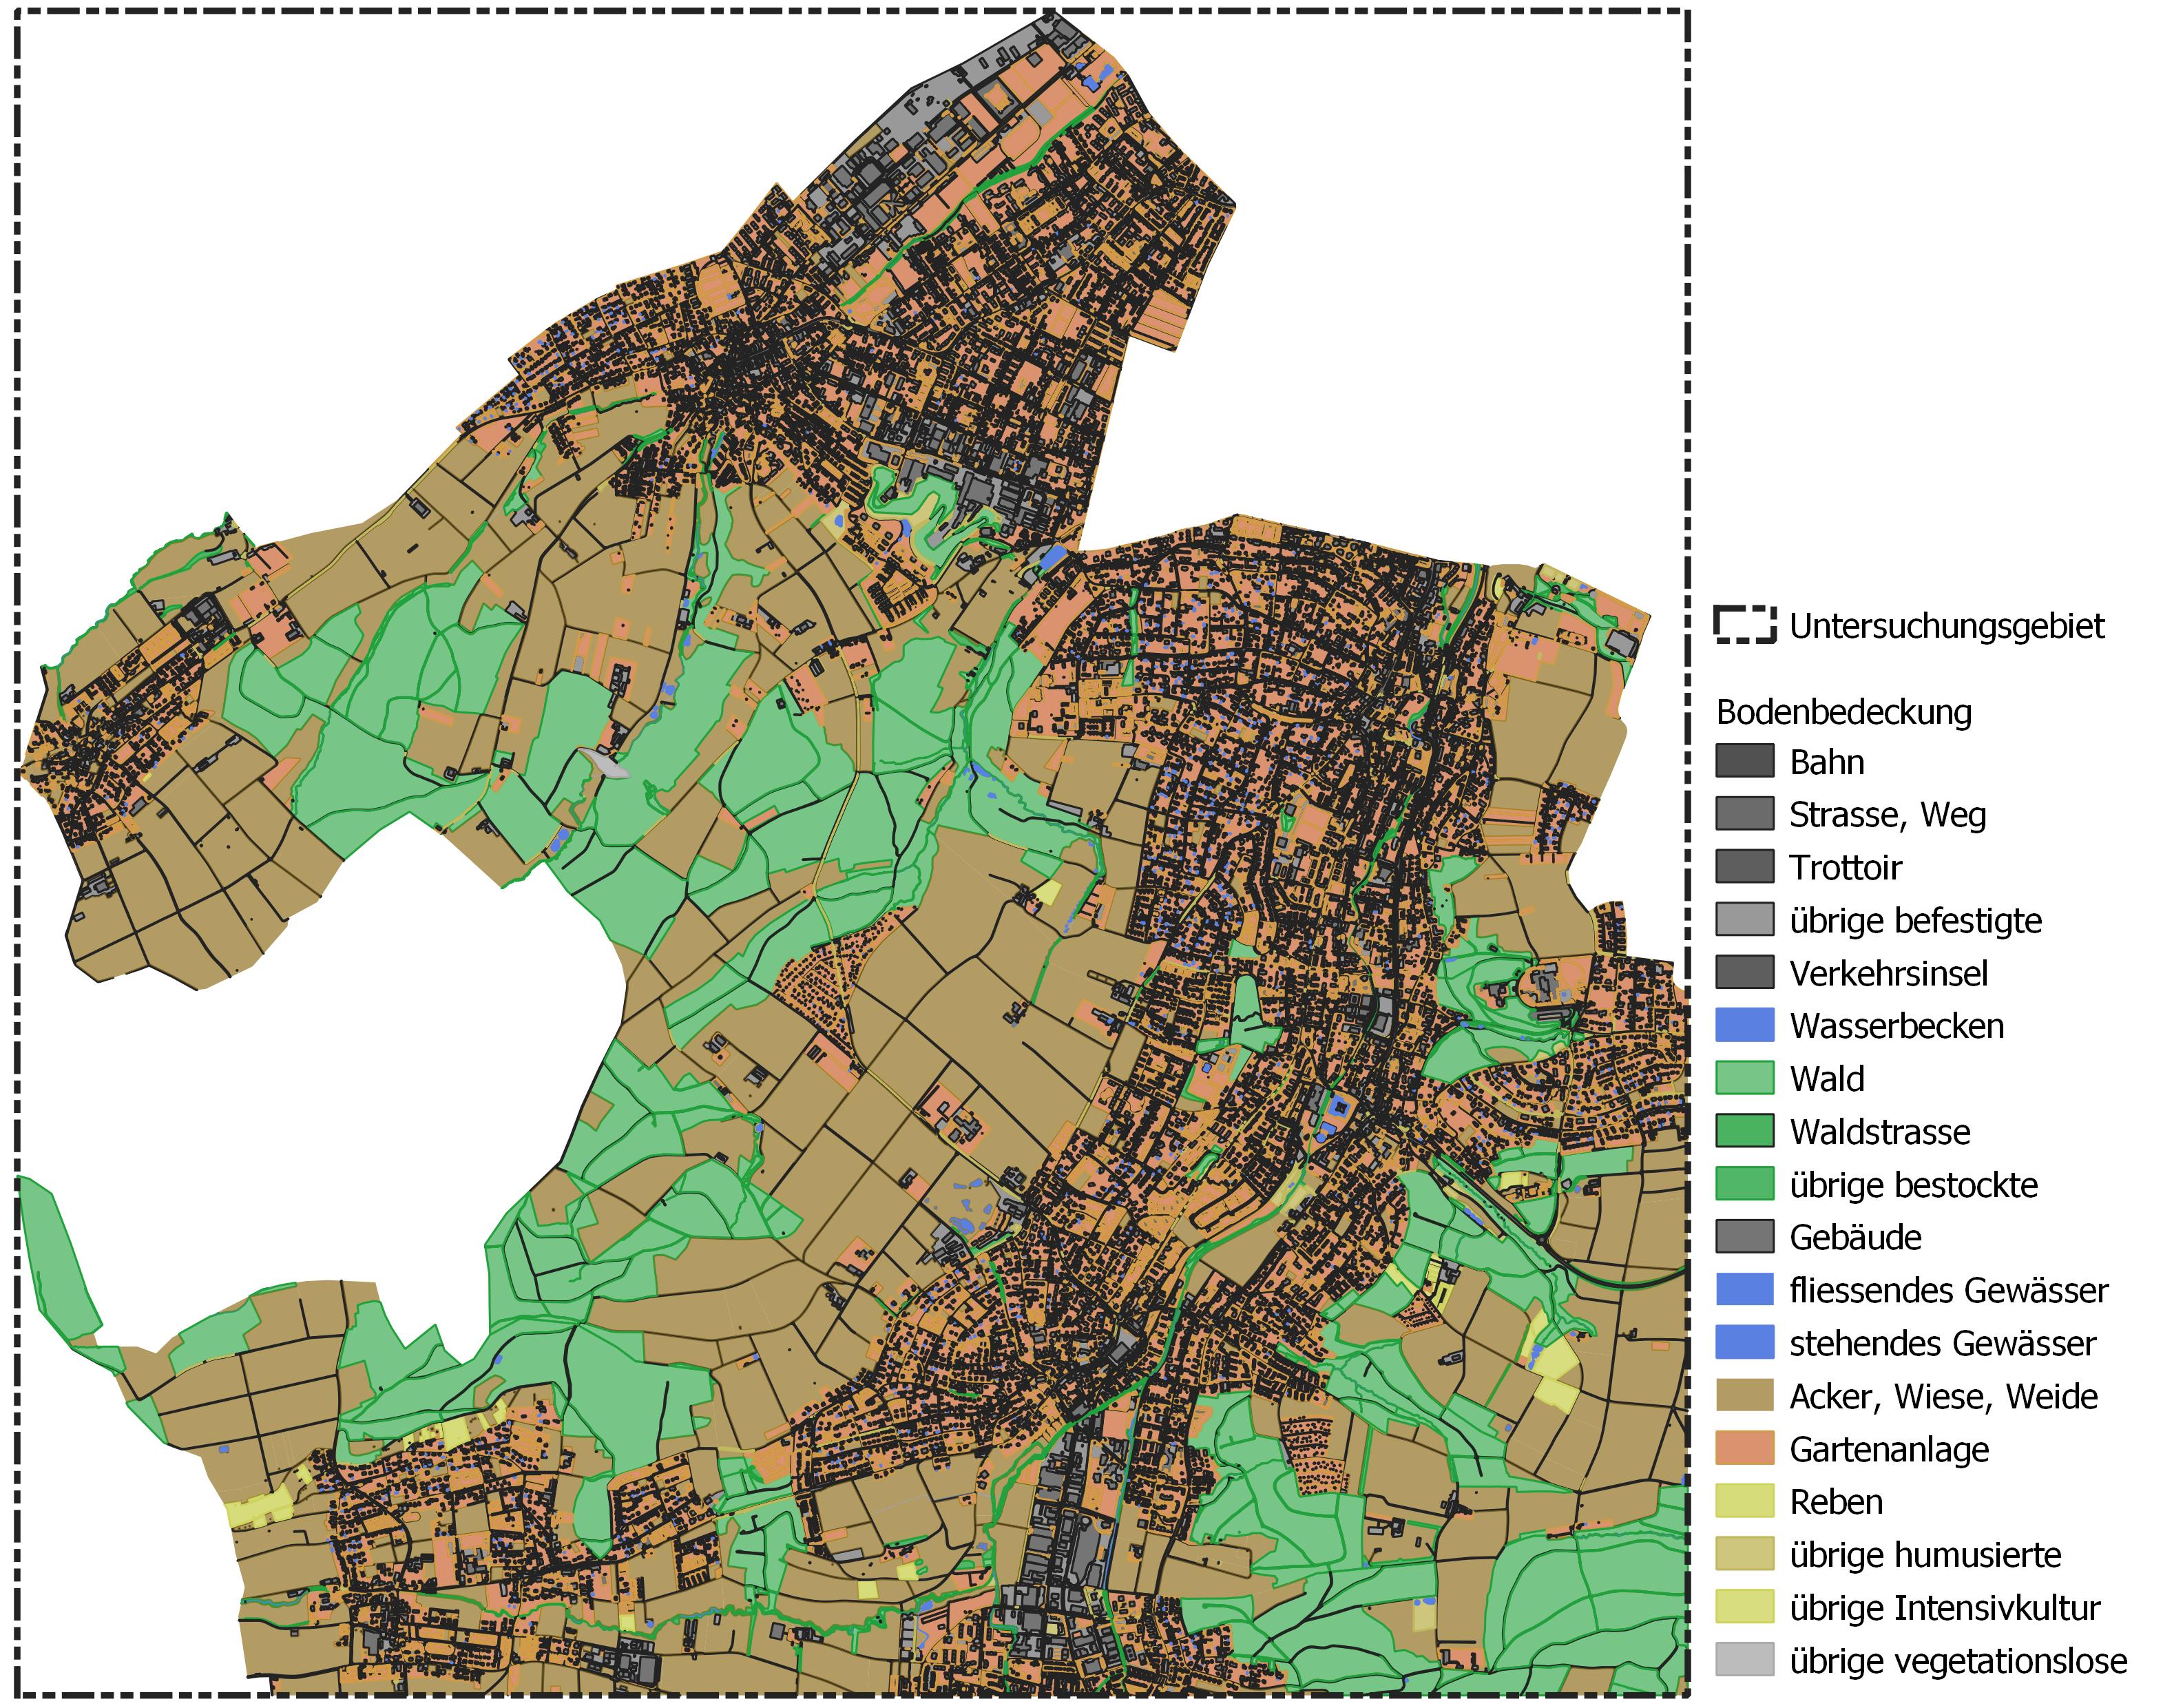 Untersuchungsgebiet
Bodenbedeckung
Bahn
Strasse, Weg
Trottoir
übrige befestigte
Verkehrsinsel
Wasserbecken
Wald
Waldstrasse
übrige bestockte
Gebäude
fliessendes Gewässer
stehendes Gewässer
Acker, Wiese, Weide
Gartenanlage
Reben
übrige humusierte
übrige Intensivkultur
übrige vegetationslose